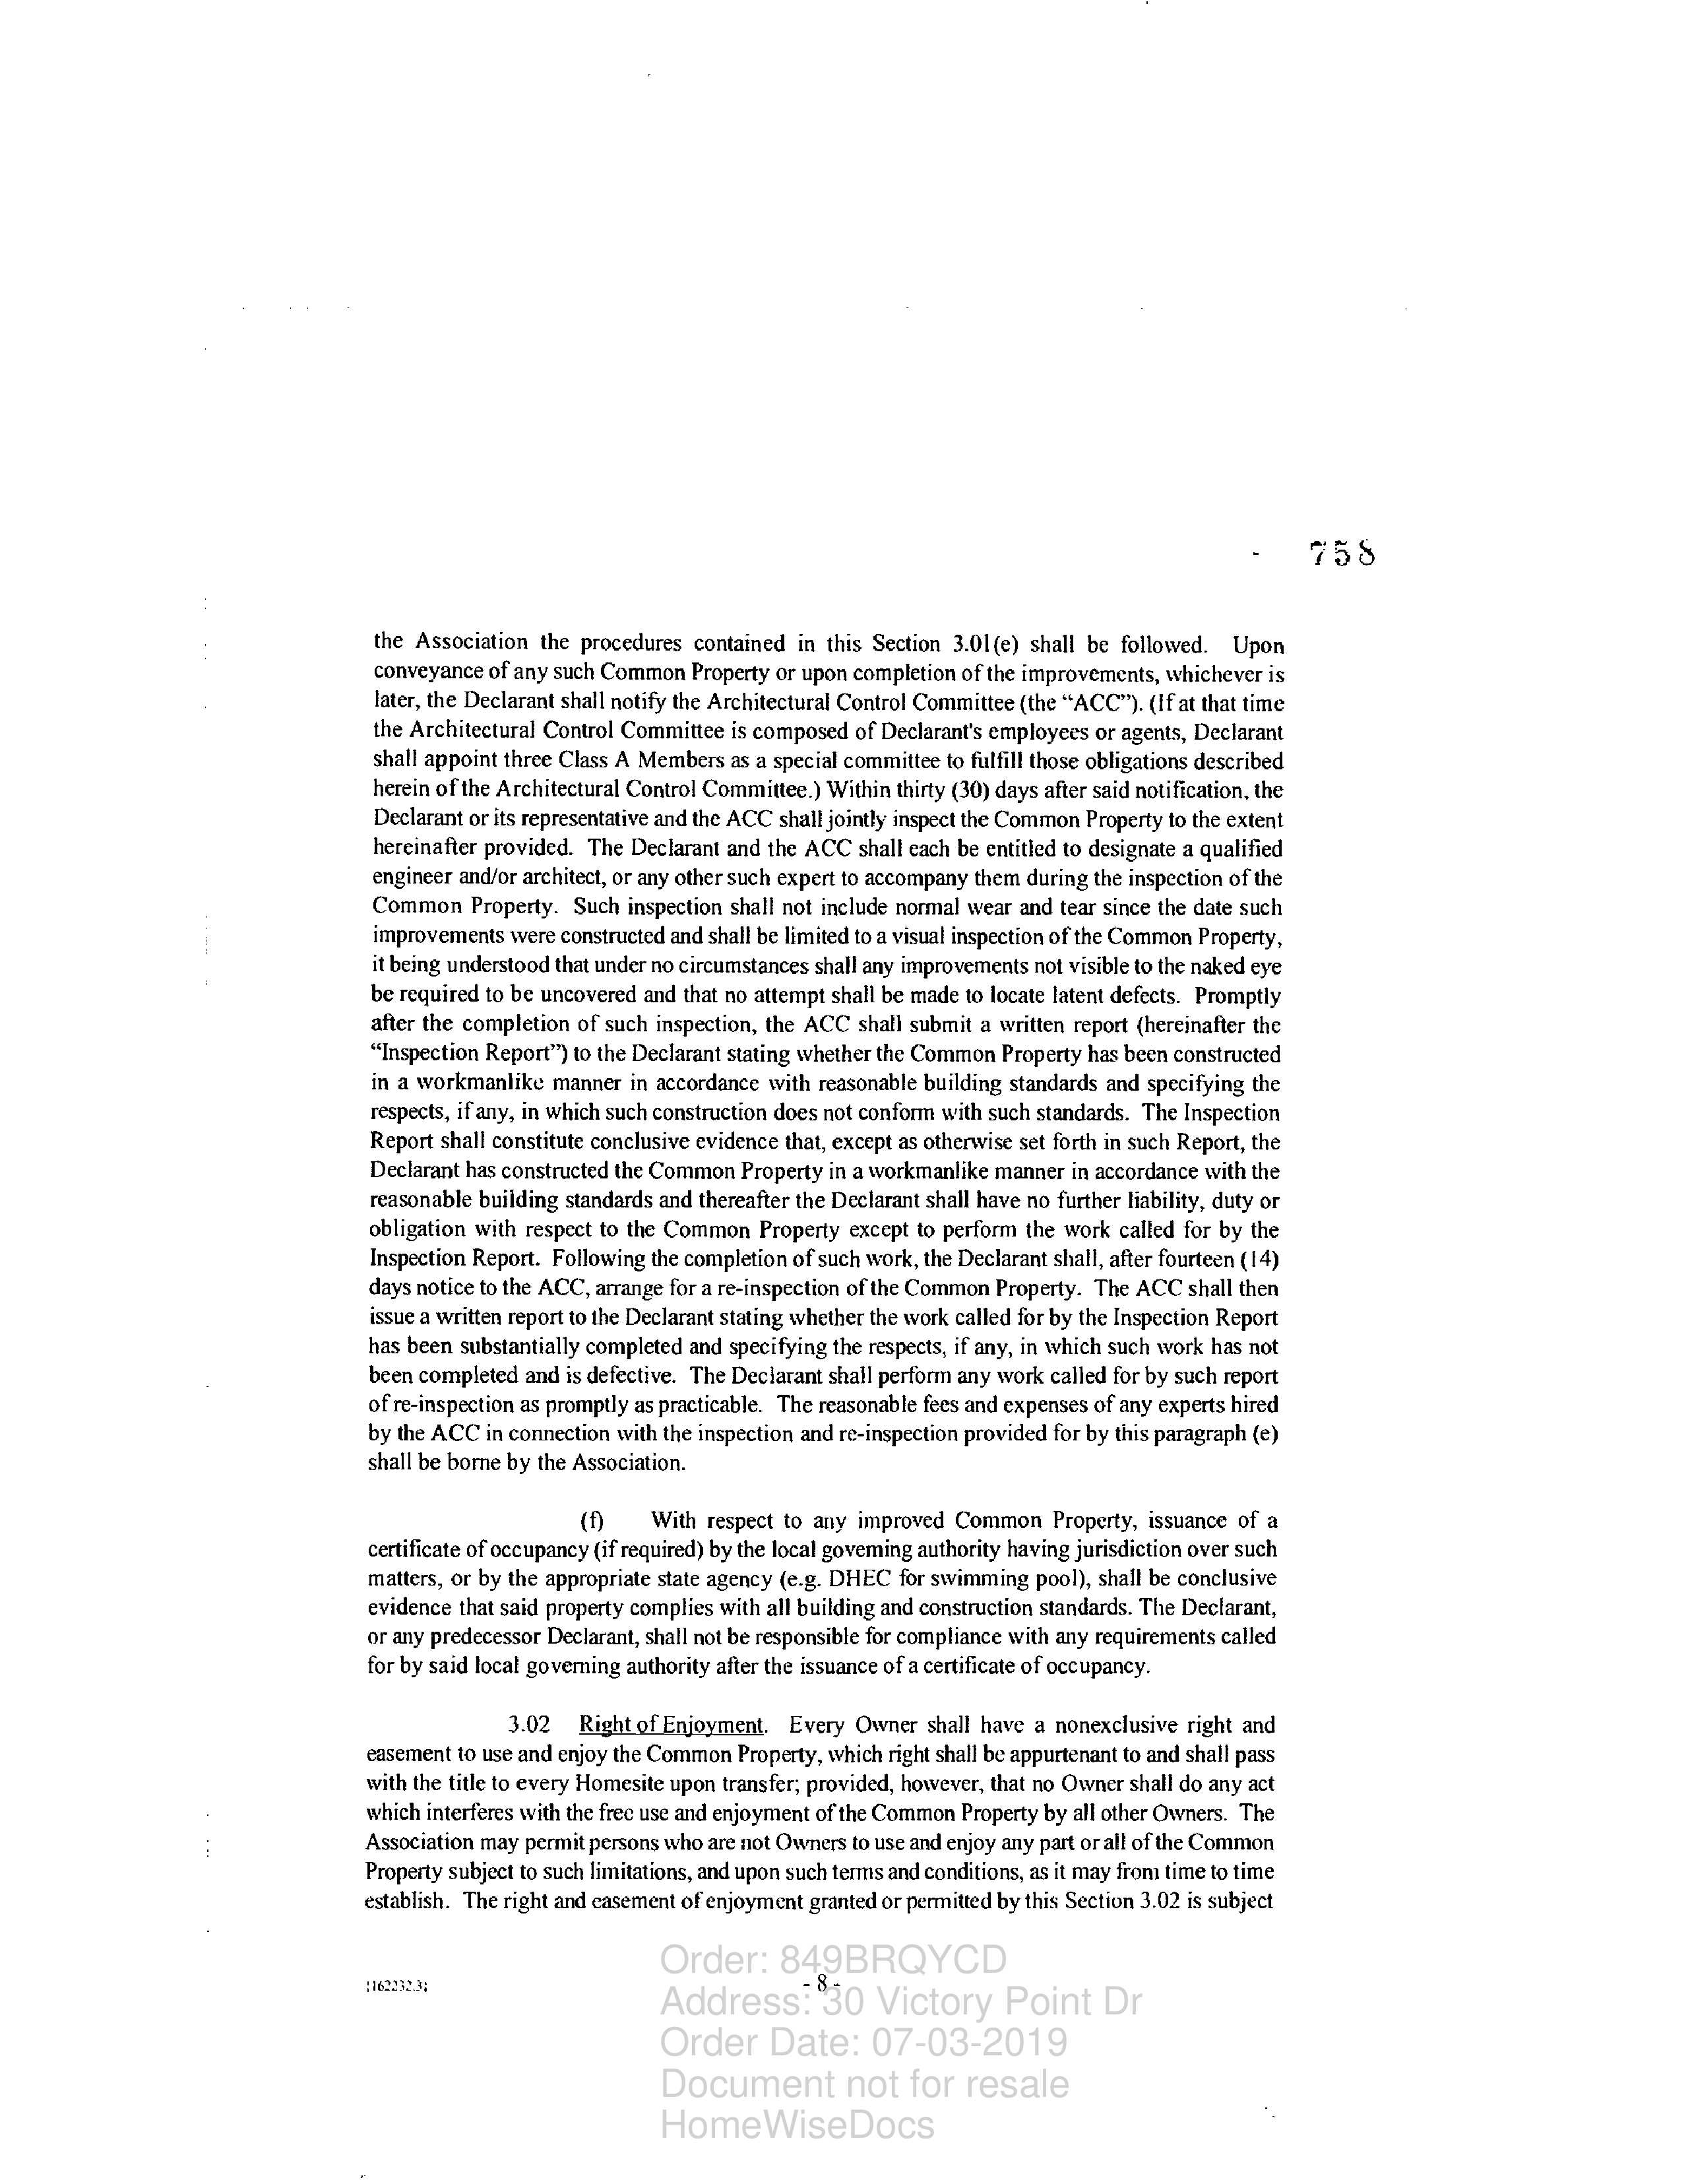 - 758
the Association the procedures contained in this Section 3.01(e) shall be followed. Upon
conveyance of any such Common Property or upon completion of the improvements, whichever is
later, the Declarant shall notify the Architectural Control Committee (the “ACC”). (If at that time
the Architectural Control Committee is composed of Declarant's employees or agents, Declarant
shall appoint three Class A Members as a special committee to fulfill those obligations described
herein of the Architectural Control Committee.) Within thirty (30) days after said notification, the
Declarant or its representative and the ACC shall jointly inspect the Common Property to the extent
hereinafter provided. The Declarant and the ACC shall each be entitled to designate a qualified
engineer and/or architect, or any other such expert to accompany them during the inspection of the
Common Property. Such inspection shall not include normal wear and tear since the date such
improvements were constructed and shall be limited to a visual inspection of the Common Property,
it being understood that under no circumstances shall any improvements not visible to the naked eye
be required to be uncovered and that no attempt shall be made to locate latent defects. Promptly
after the completion of such inspection, the ACC shall submit a written report (hereinafter the
“Inspection Report”) to the Declarant stating whether the Common Property has been constructed
in a workmanlike manner in accordance with reasonable building standards and specifying the
respects, if any, in which such construction does not conform with such standards. The Inspection
Report shall constitute conclusive evidence that, except as otherwise set forth in such Report, the
Declarant has constructed the Common Property in a workmanlike manner in accordance with the
reasonable building standards and thereafter the Declarant shall have no further liability, duty or
obligation with respect to the Common Property except to perform the work called for by the
Inspection Report. Following the completion of such work, the Declarant shall, after fourteen (14)
days notice to the ACC, arrange for a re-inspection of the Common Property. The ACC shall then
issue a written report to the Declarant stating whether the work called for by the Inspection Report
has been substantially completed and specifying the respects, if any, in which such work has not
been completed and is defective. The Declarant shall perform any work called for by such report
of re-inspection as promptly as practicable. The reasonable fees and expenses of any experts hired
by the ACC in connection with the inspection and re-inspection provided for by this paragraph (e)
shall be borne by the Association.
(f) With respect to any improved Common Property, issuance of a
certificate of occupancy (if required) by the local governing authority having jurisdiction over such
matters, or by the appropriate state agency (e.g. DHEC for swimming pool), shall be conclusive
evidence that said property complies with all building and construction standards. The Declarant,
or any predecessor Declarant, shall not be responsible for compliance with any requirements called
for by said local governing authority after the issuance of a certificate of occupancy.
3.02 Right of Enjoyment. Every Owner shall have a nonexclusive right and
easement to use and enjoy the Common Property, which right shall be appurtenant to and shall pass
with the title to every Homesite upon transfer; provided, however, that no Owner shall do any act
which interferes with the free use and enjoyment of the Common Property by all other Owners. The
Association may permit persons who are not Owners to use and enjoy any part or all of the Common
Property subject to such limitations, and upon such terms and conditions, as it may from time to time
establish. The right and easement of enjoyment granted or permitted by this Section 3.02 is subject
{162232.3}
- 8 -
Order: 849BRQYCD
Address: 30 Victory Point Dr
Order Date: 07-03-2019
Document not for resale
HomeWiseDocs